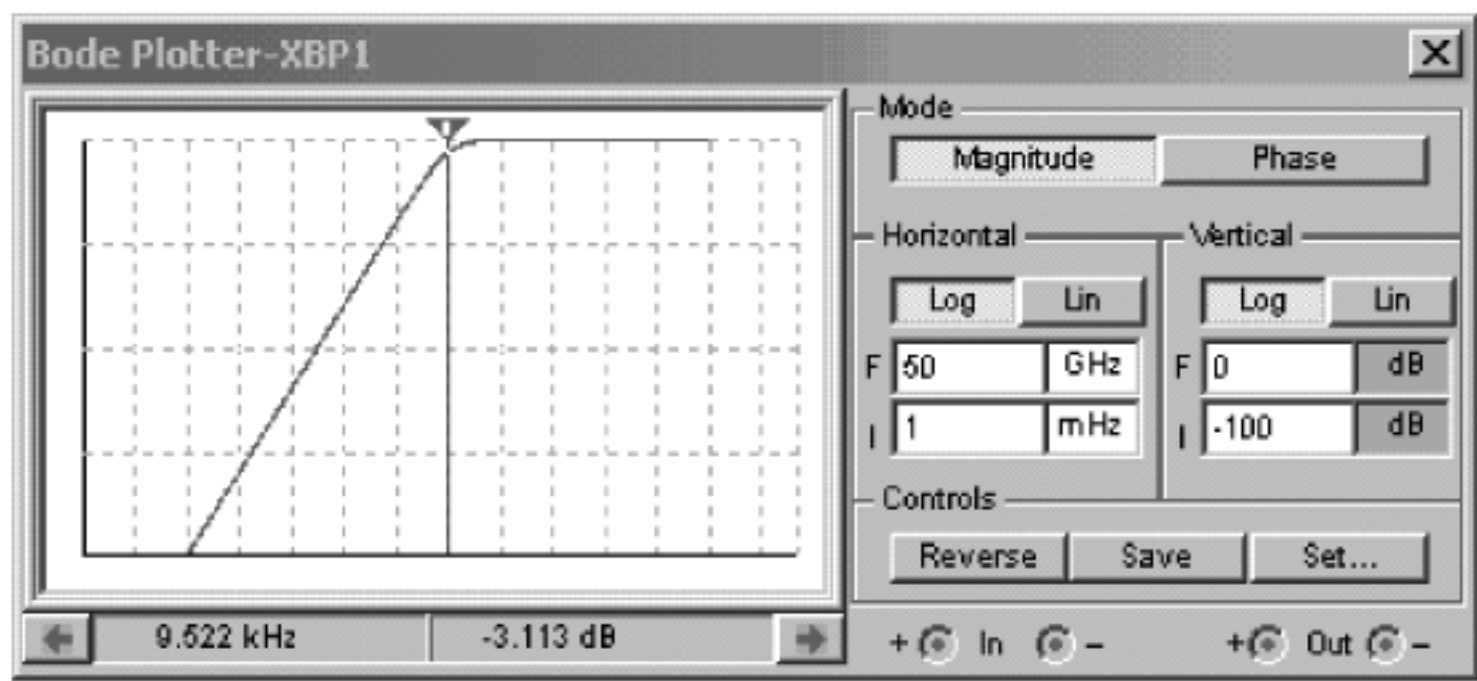 Bode Plotter-XBP1
Mode
Magnitude Phase
Horizontal Vertical
Log Lin Log Lin
F 50 GHz F 0 dB
I 1 mHz I -100 dB
Controls
Reverse Save Set...
9.522 kHz -3.113 dB + In - + Out -